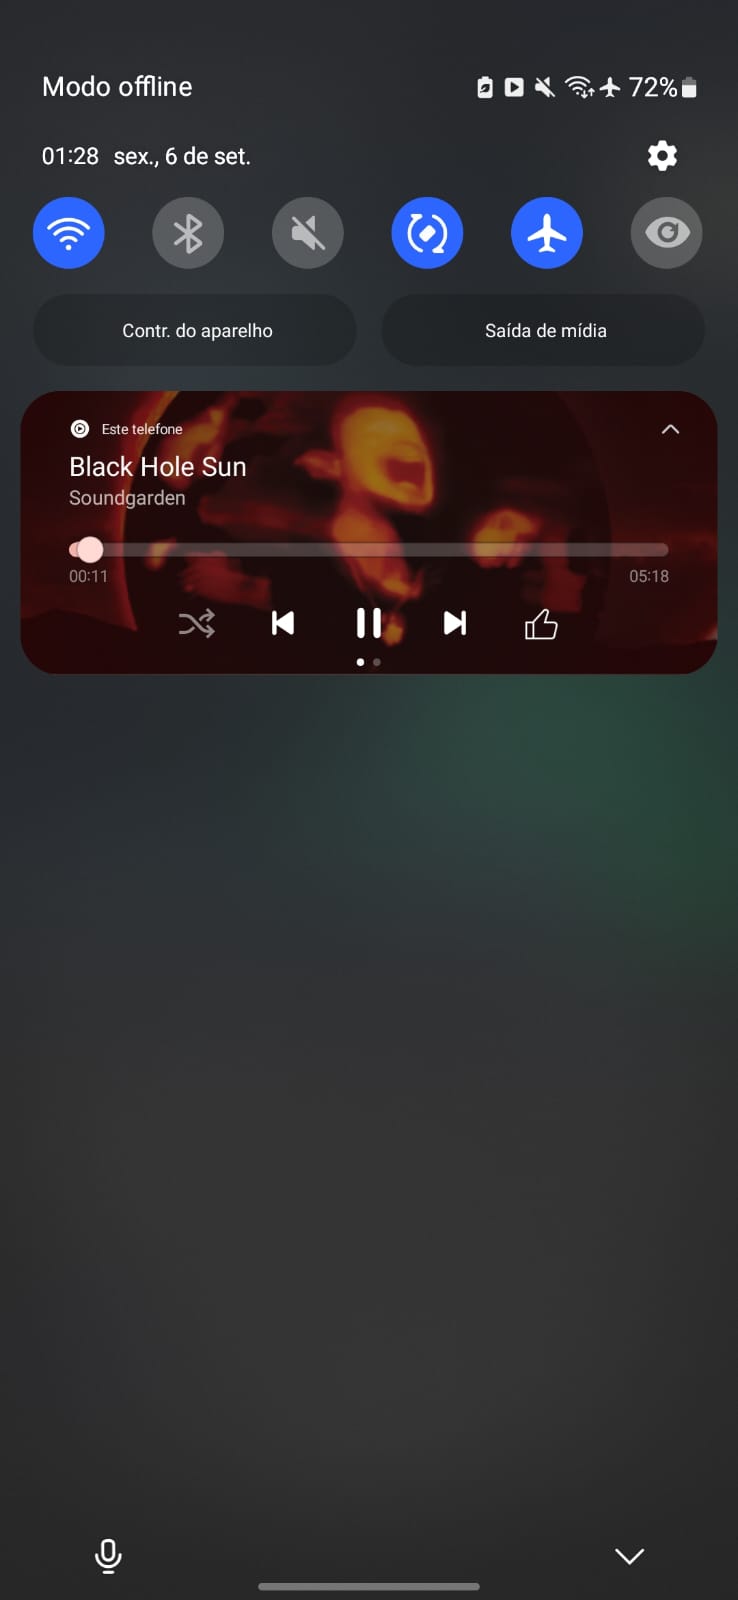 Modo offline
72%
01:28 sex., 6 de set.
Contr. do aparelho
Saída de mídia
Este telefone
Black Hole Sun
Soundgarden
00:11
05:18